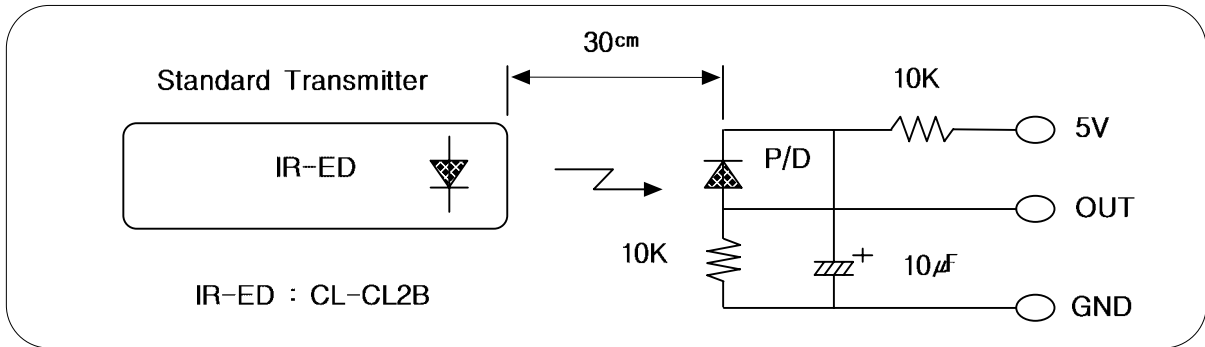 30cm
Standard Transmitter
10K
5V
IR-ED
P/D
OUT
10K
+
10㎌
IR-ED : CL-CL2B
GND